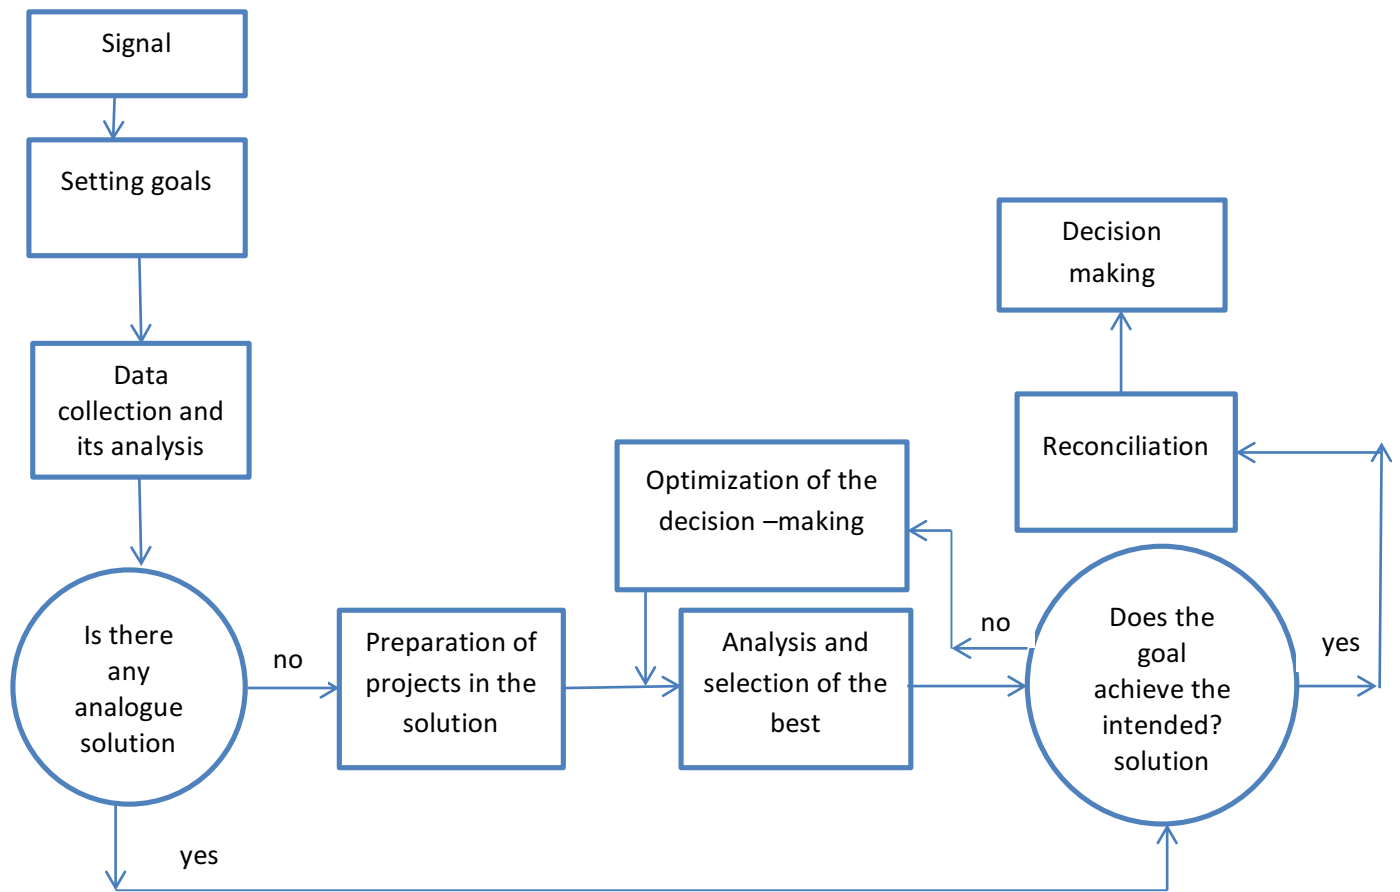 Signal
Setting goals
Data
collection and
its analysis
Is there
any
analogue
solution
no
yes
Preparation of
projects in the
solution
Optimization of the
decision –making
Analysis and
selection of the
best
no
Does the
goal
achieve the
intended?
solution
yes
Reconciliation
Decision
making